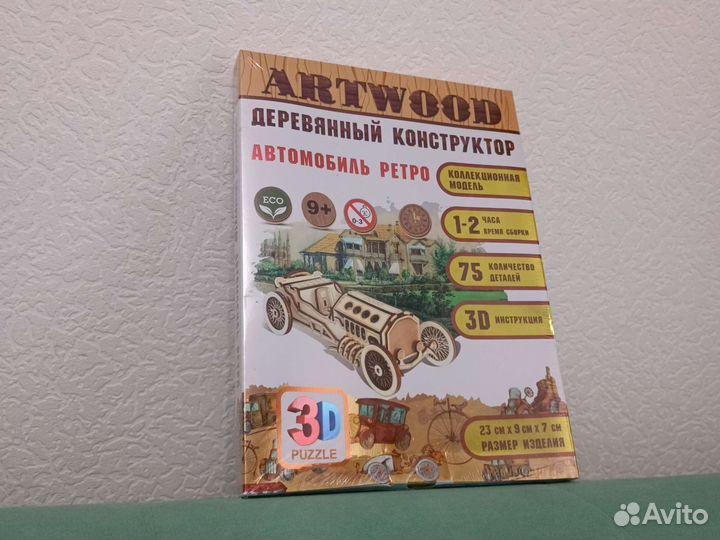 ARTWOOD
ДЕРЕВЯННЫЙ КОНСТРУКТОР
АВТОМОБИЛЬ РЕТРО
КОЛЛЕКЦИОННАЯ
МОДЕЛЬ
ECO
9+
0-3
1-2 ЧАСА
ВРЕМЯ СБОРКИ
75 КОЛИЧЕСТВО
ДЕТАЛЕЙ
3D ИНСТРУКЦИЯ
3D
PUZZLE
23 СМ Х 9 СМ Х 7 СМ
РАЗМЕР ИЗДЕЛИЯ
Avito